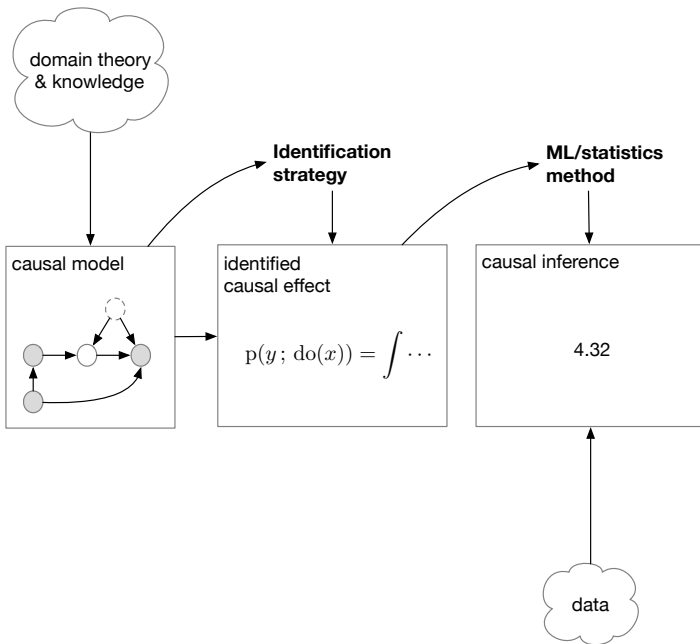 domain theory
& knowledge
Identification
strategy
ML/statistics
method
causal model
identified
causal effect
p(y ; do(x)) = ∫ ⋯
causal inference
4.32
data